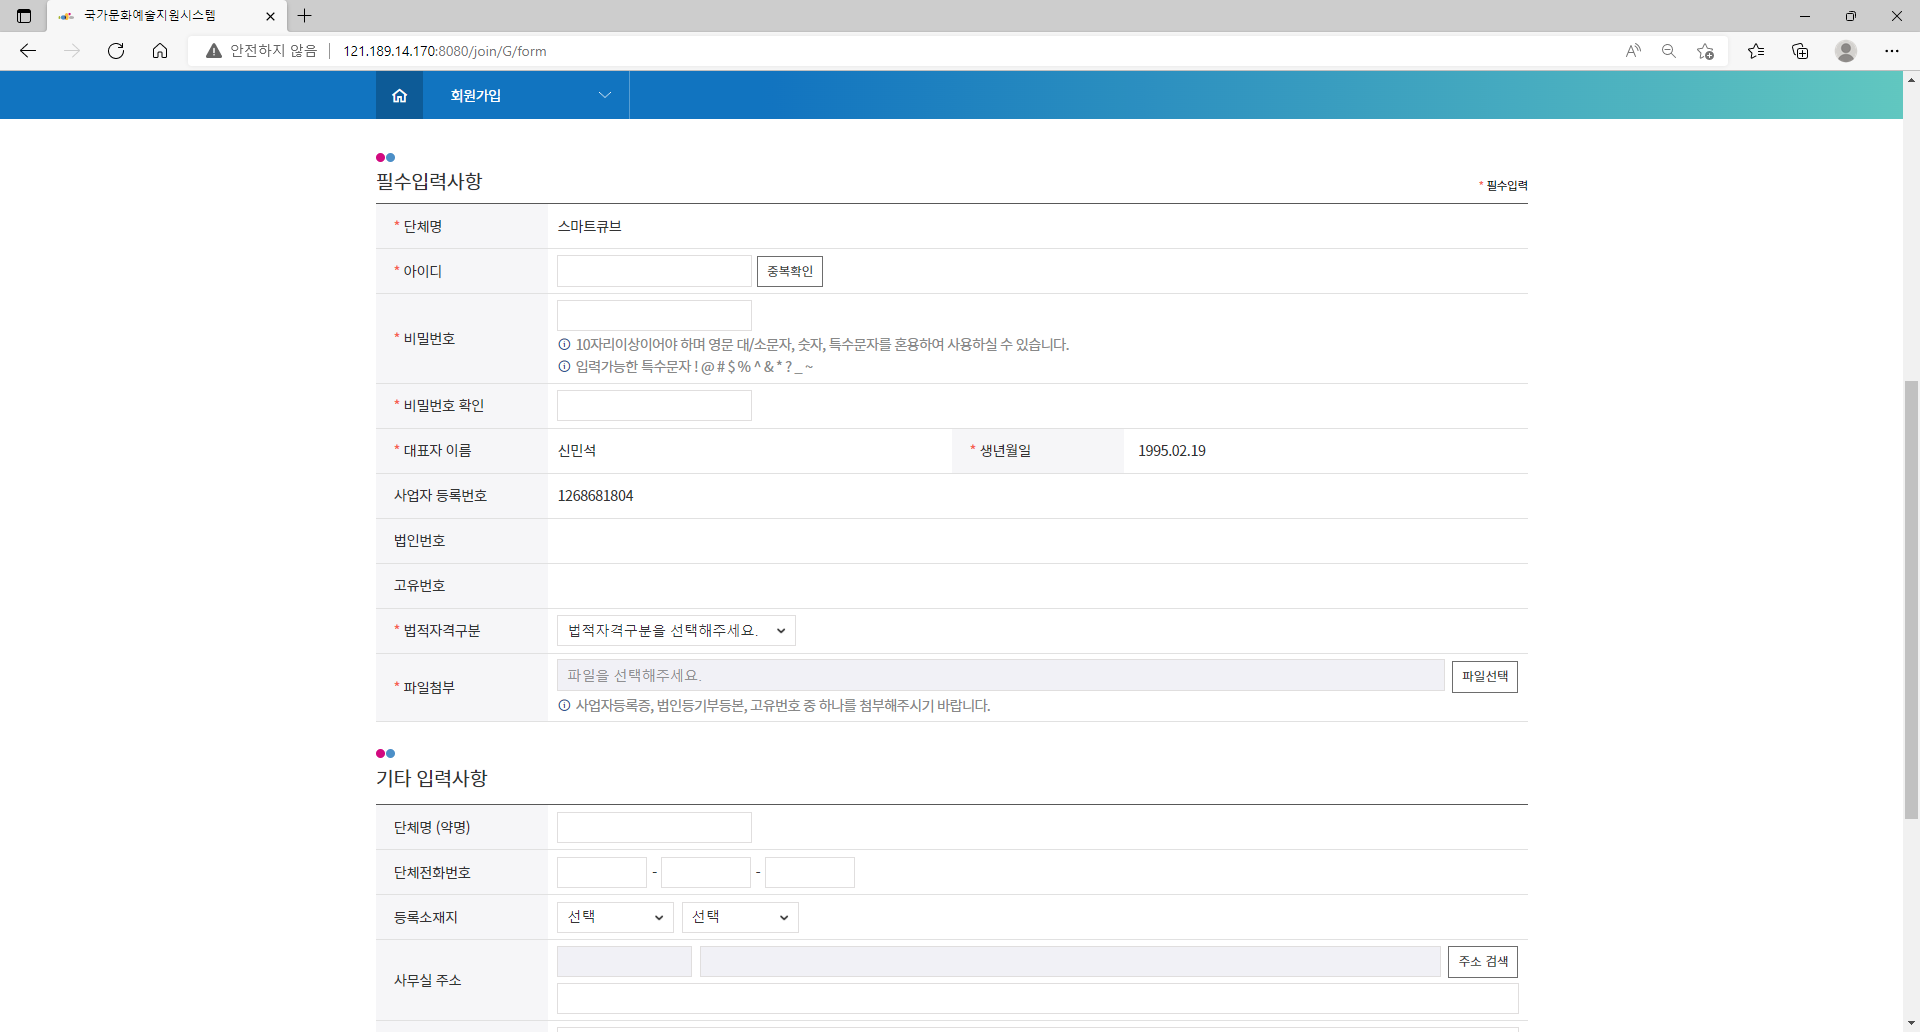 국가문화예술지원시스템
안전하지 않음 121.189.14.170:8080/join/G/form
회원가입
필수입력사항
* 필수입력
* 단체명 스마트큐브
* 아이디 중복확인
* 비밀번호
10자리이상이어야 하며 영문 대/소문자, 숫자, 특수문자를 혼용하여 사용하실 수 있습니다.
입력가능한 특수문자 ! @ # $ % ^ & * ? _ ~
* 비밀번호 확인
* 대표자 이름 신민석 * 생년월일 1995.02.19
사업자 등록번호 1268681804
법인번호
고유번호
* 법적자격구분 법적자격구분을 선택해주세요.
* 파일첨부 파일을 선택해주세요. 파일선택
사업자등록증, 법인등기부등본, 고유번호 중 하나를 첨부해주시기 바랍니다.
기타 입력사항
단체명 (약명)
단체전화번호 - -
등록소재지 선택 선택
사무실 주소 주소 검색